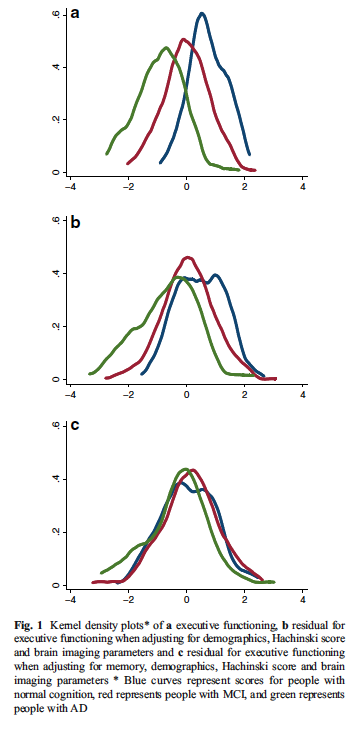 a
.6
.4
.2
0
−4 −2 0 2 4
b
.6
.4
.2
0
−4 −2 0 2 4
c
.6
.4
.2
0
−4 −2 0 2 4
Fig. 1 Kernel density plots* of a executive functioning, b residual for
executive functioning when adjusting for demographics, Hachinski score
and brain imaging parameters and c residual for executive functioning
when adjusting for memory, demographics, Hachinski score and brain
imaging parameters * Blue curves represent scores for people with
normal cognition, red represents people with MCI, and green represents
people with AD